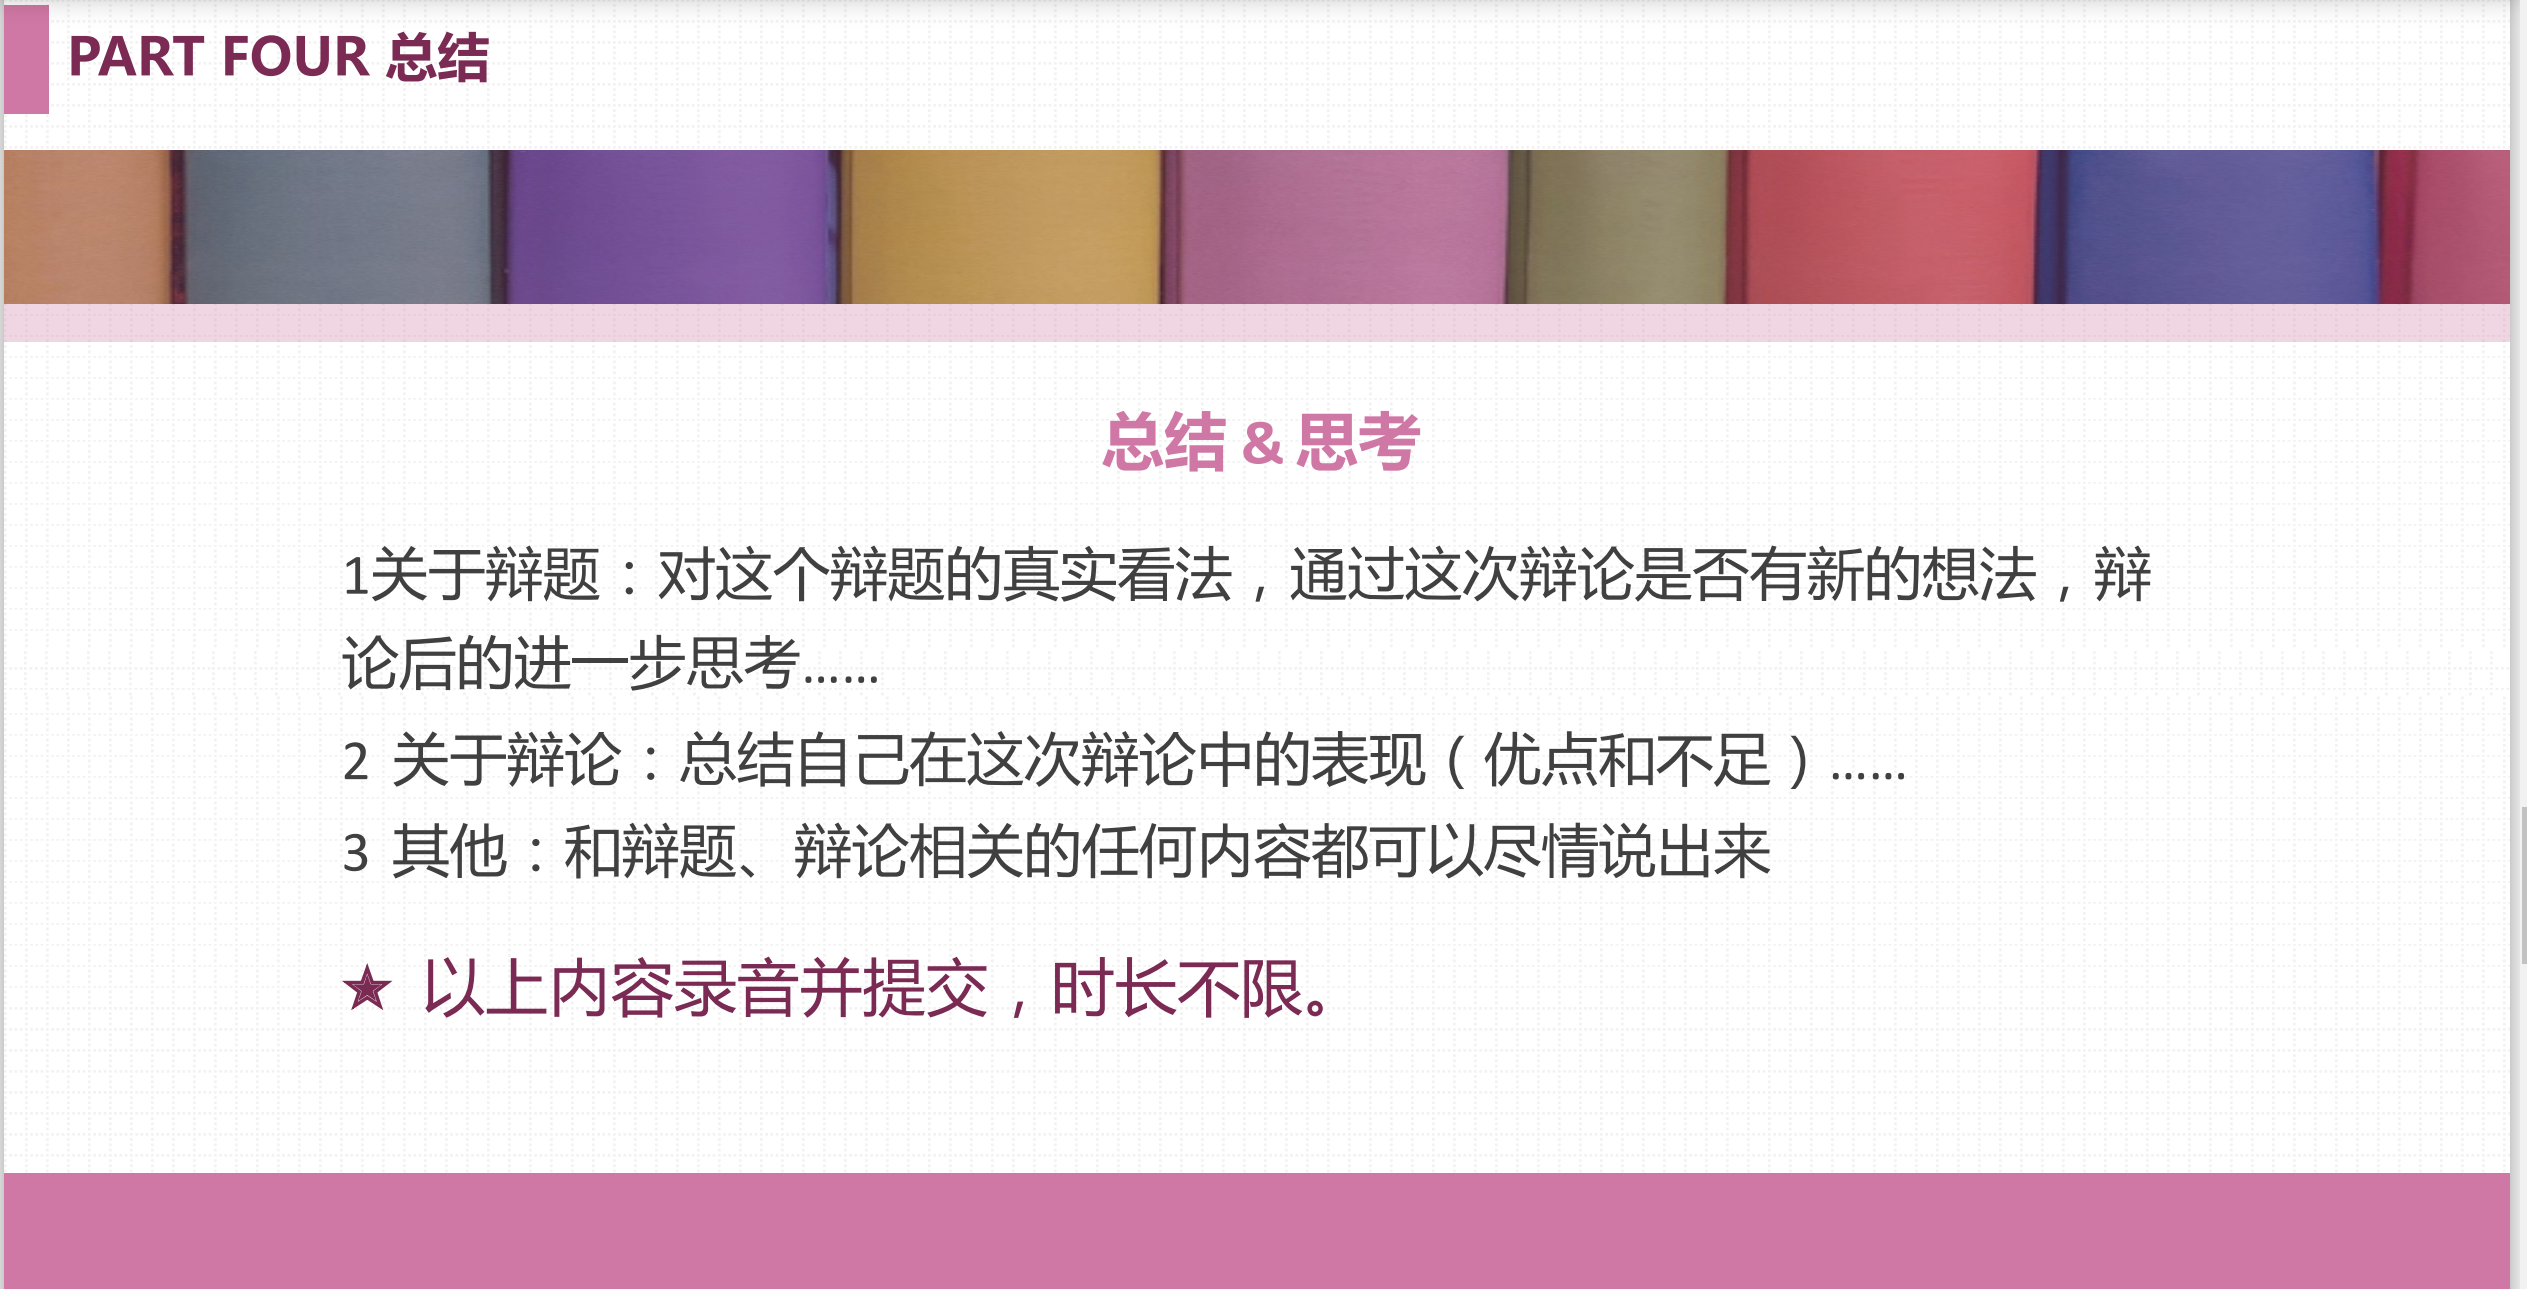 PART FOUR 总结
总结&思考
1关于辩题：对这个辩题的真实看法，通过这次辩论是否有新的想法，辩
论后的进一步思考……
2 关于辩论：总结自己在这次辩论中的表现（优点和不足）……
3 其他：和辩题、辩论相关的任何内容都可以尽情说出来
★ 以上内容录音并提交，时长不限。